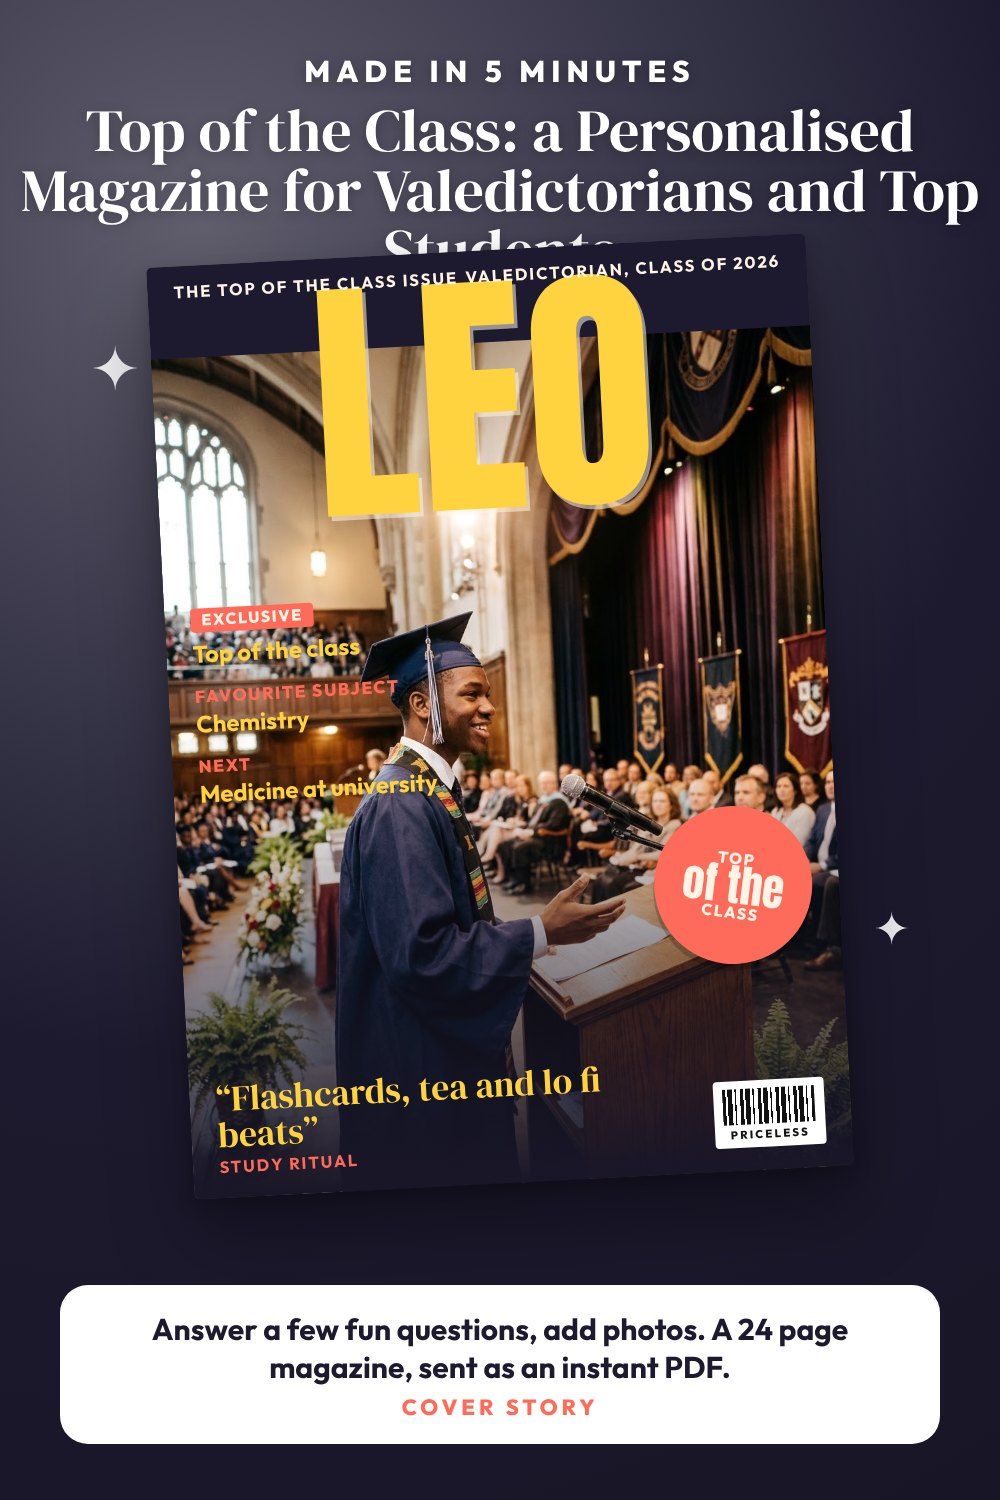 MADE IN 5 MINUTES
Top of the Class: a Personalised
Magazine for Valedictorians and Top
Students
THE TOP OF THE CLASS ISSUE VALEDICTORIAN, CLASS OF 2026
LEO
EXCLUSIVE
Top of the class
FAVOURITE SUBJECT
Chemistry
NEXT
Medicine at university
TOP
of the
CLASS
“Flashcards, tea and lo fi
beats”
STUDY RITUAL
PRICELESS
Answer a few fun questions, add photos. A 24 page
magazine, sent as an instant PDF.
COVER STORY